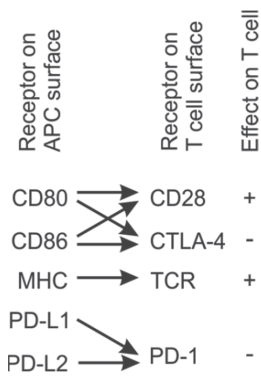 Receptor on
APC surface
Receptor on
T cell surface
Effect on T cell
CD80 CD28 +
CD86 CTLA-4 -
MHC TCR +
PD-L1
PD-L2 PD-1 -